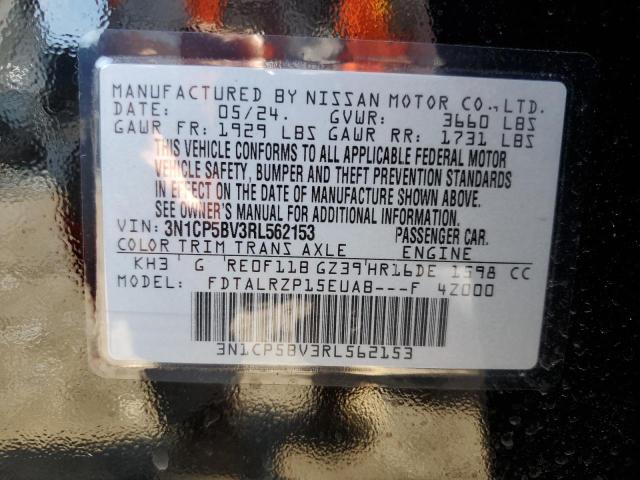 MANUFACTURED BY NISSAN MOTOR CO., LTD.
DATE: 05/24. GVWR: 3660 LBS
GAWR FR: 1929 LBS GAWR RR: 1731 LBS
THIS VEHICLE CONFORMS TO ALL APPLICABLE FEDERAL MOTOR
VEHICLE SAFETY, BUMPER AND THEFT PREVENTION STANDARDS
IN EFFECT ON THE DATE OF MANUFACTURE SHOWN ABOVE.
SEE OWNER'S MANUAL FOR ADDITIONAL INFORMATION.
VIN: 3N1CP5BV3RL562153 PASSENGER CAR.
COLOR TRIM TRANS AXLE ENGINE
KH3 G RE0F11B GZ39 HR16DE 1598 CC
MODEL: FDTALRZP15EUAB---F 42000
3N1CP5BV3RL562153